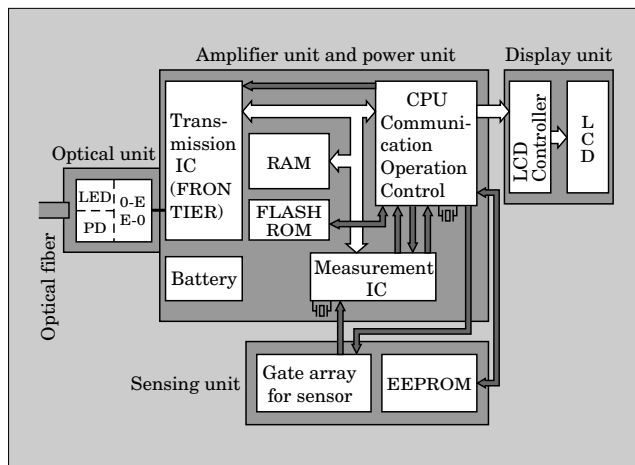 Amplifier unit and power unit
Display unit
Trans-
mission
IC
(FRON
TIER)
CPU
Communi-
cation
Operation
Control
LCD
Controller
L
C
D
Optical unit
RAM
LED
PD
0-E
E-0
FLASH
ROM
Optical fiber
Battery
Measurement
IC
Sensing unit
Gate array
for sensor
EEPROM